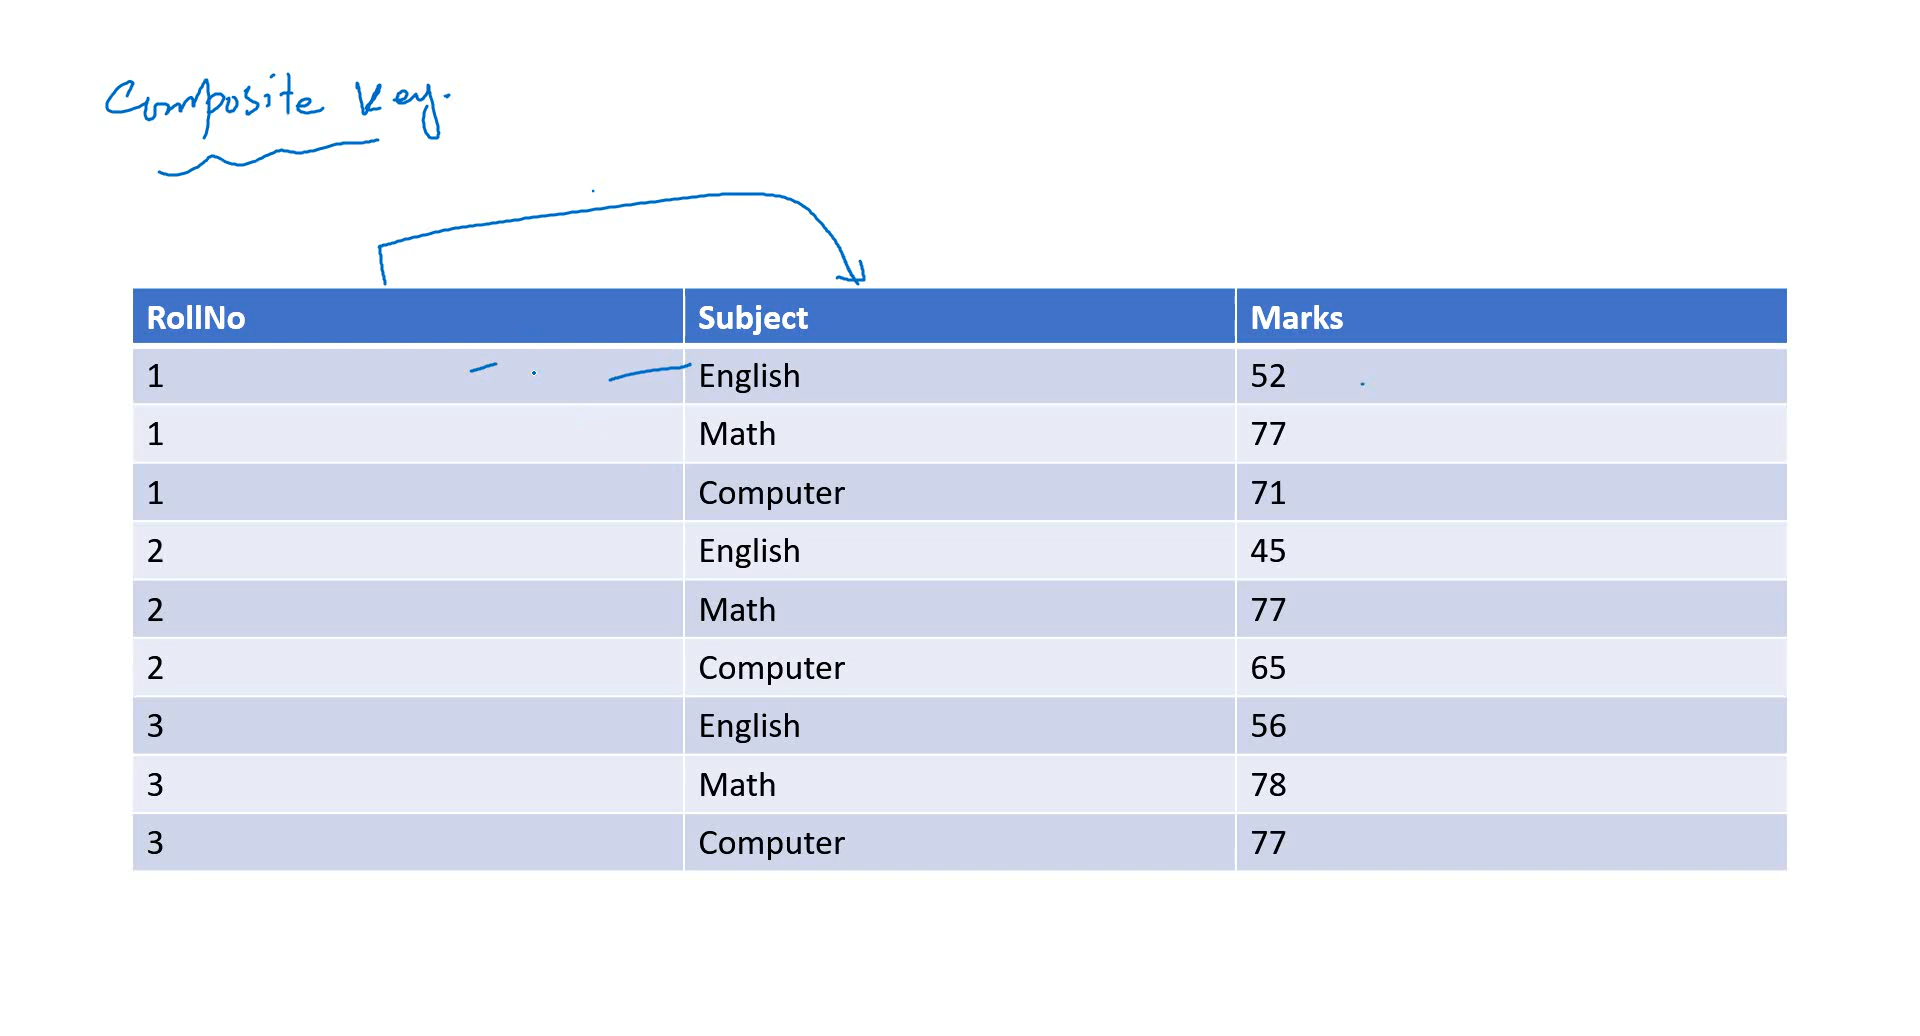 Composite Key.
RollNo Subject Marks
1 English 52
1 Math 77
1 Computer 71
2 English 45
2 Math 77
2 Computer 65
3 English 56
3 Math 78
3 Computer 77